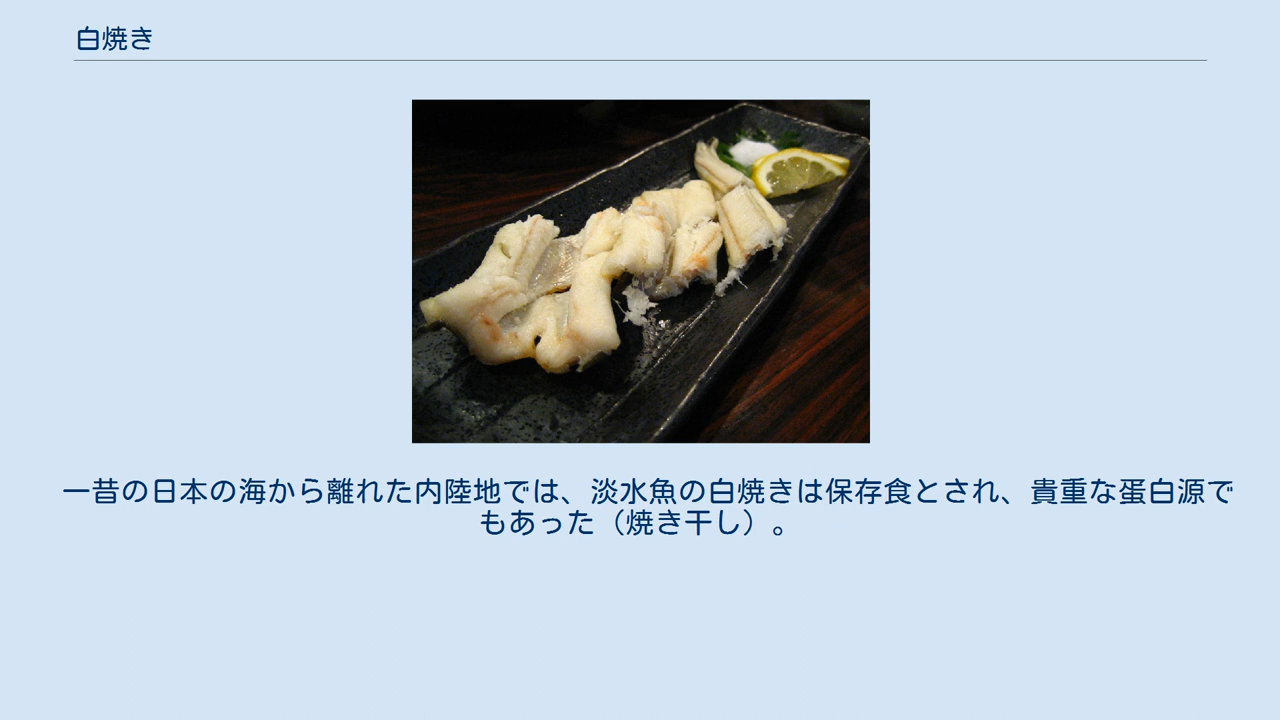 白焼き
一昔の日本の海から離れた内陸地では、淡水魚の白焼きは保存食とされ、貴重な蛋白源で
もあった（焼き干し）。